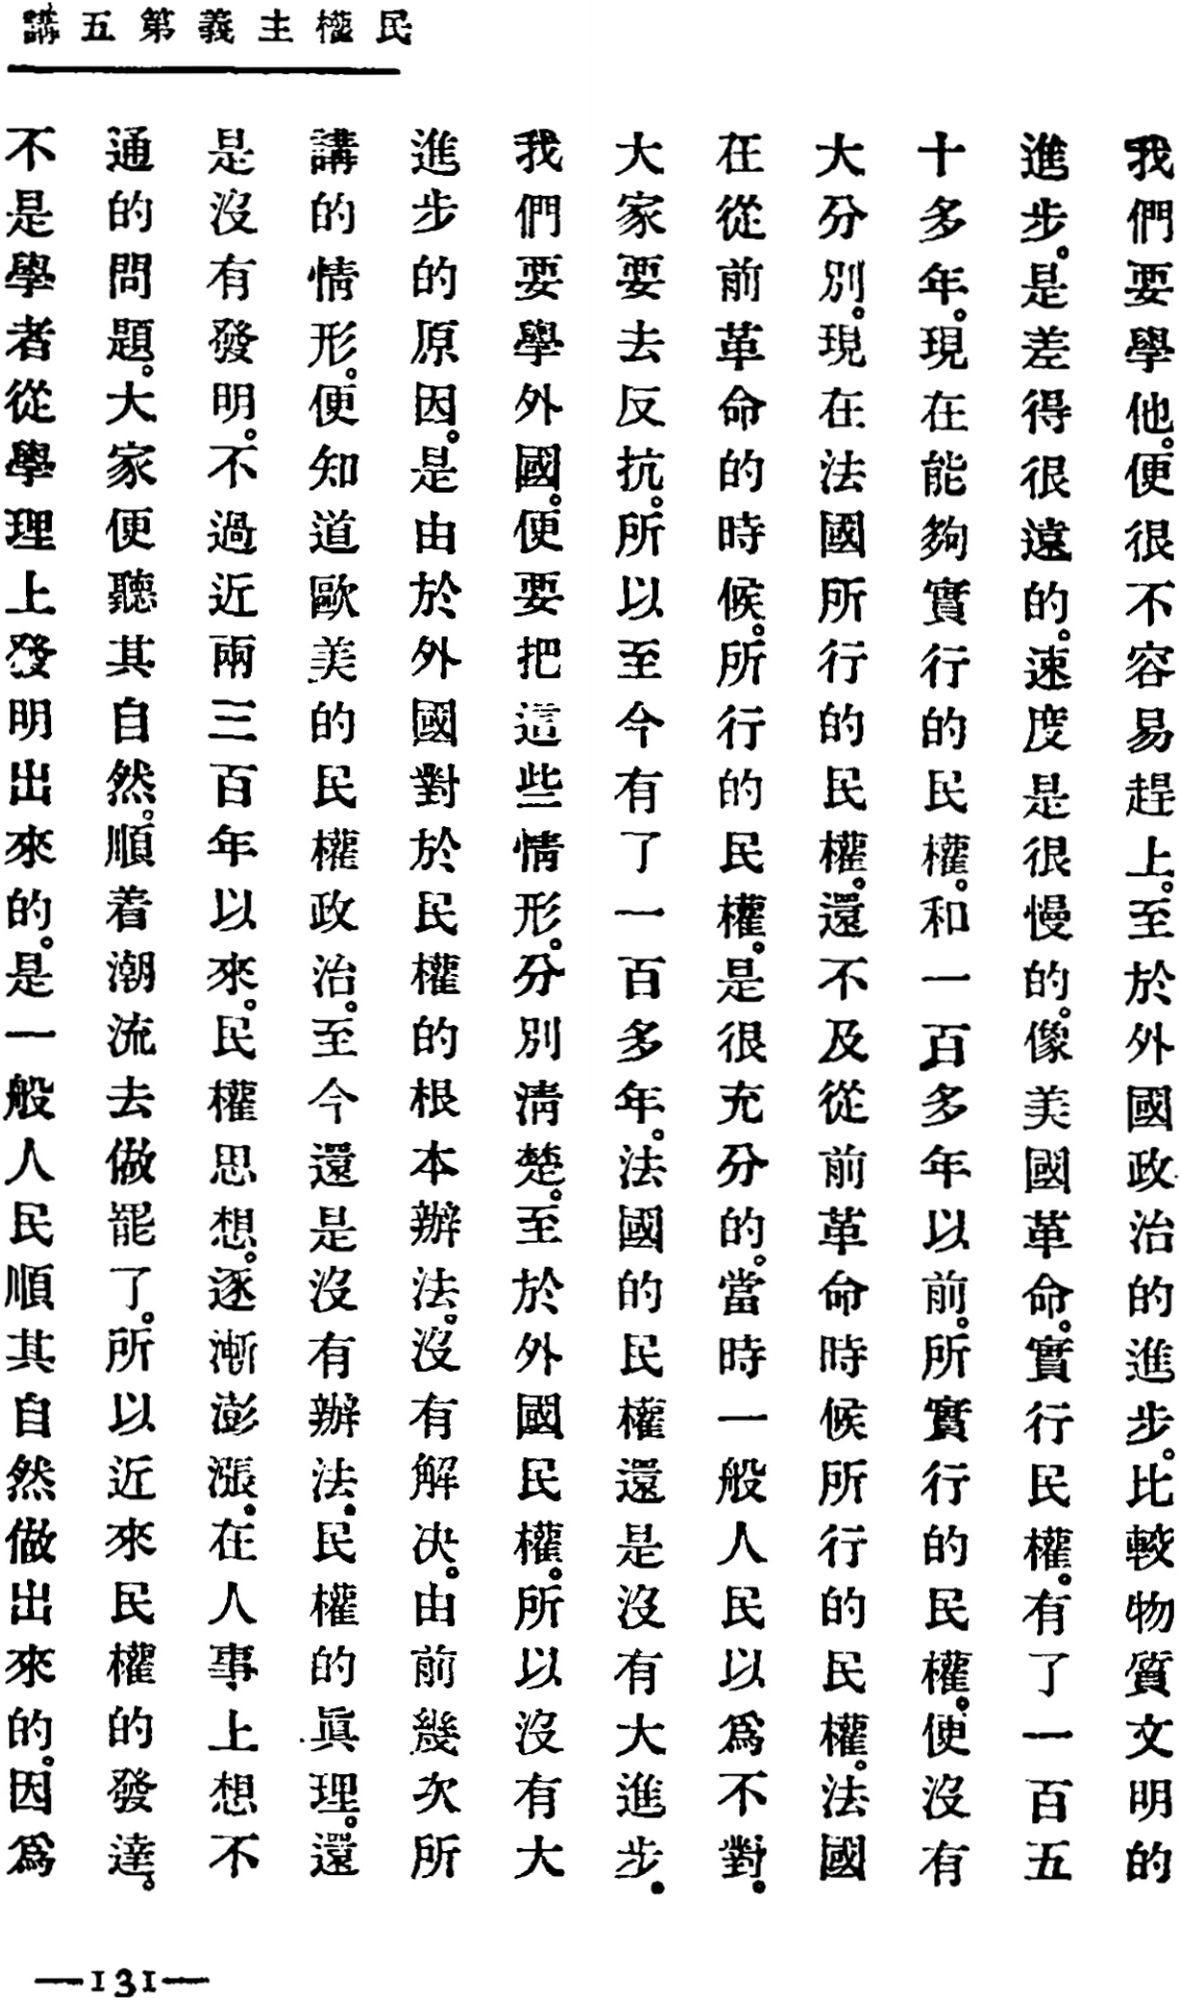 民權主義第五講
我們要學他。便很不容易趕上。至於外國政治的進步。比較物質文明的
進步。是差得很遠的。速度是很慢的。像美國革命。實行民權。有了一百五
十多年。現在能夠實行的民權。和一百多年以前。所實行的民權。便沒有
大分別。現在法國所行的民權。還不及從前革命時候所行的民權。法國
在從前革命的時候。所行的民權。是很充分的。當時一般人民以爲不對。
大家要去反抗。所以至今有了一百多年。法國的民權還是沒有大進步。
我們要學外國。便要把這些情形。分別淸楚。至於外國民權。所以沒有大
進步的原因。是由於外國對於民權的根本辦法。沒有解决。由前幾次所
講的情形。便知道歐美的民權政治。至今還是沒有辦法。民權的眞理。還
是沒有發明。不過近兩三百年以來。民權思想。逐漸澎漲。在人事上想不
通的問題。大家便聽其自然。順着潮流去做罷了。所以近來民權的發達。
不是學者從學理上發明出來的。是一般人民順其自然做出來的。因爲
—131—